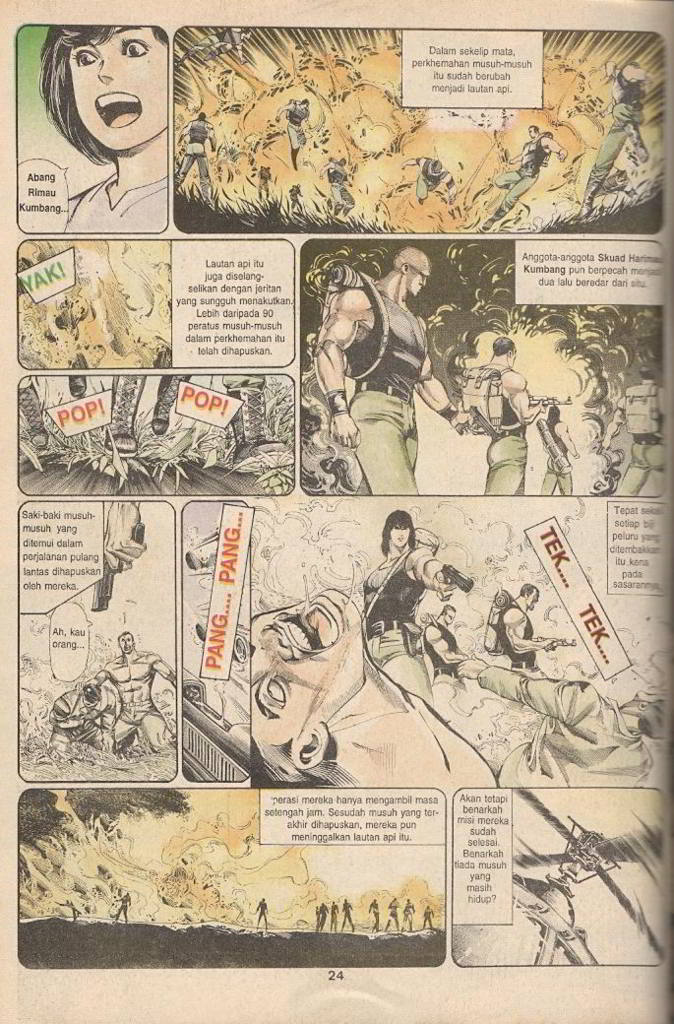 Abang
Rimau
Kumbang...
Dalam sekelip mata,
perkhemahan musuh-musuh
itu sudah berubah
menjadi lautan api.
YAK!
Lautan api itu
juga diselang-
selikan dengan jeritan
yang sungguh menakutkan.
Lebih daripada 90
peratus musuh-musuh
dalam perkhemahan itu
telah dihapuskan.
Anggota-anggota Skuad Harimau
Kumbang pun berpecah menjadi
dua lalu beredar dari situ.
POP!
POP!
Saki-baki musuh-
musuh yang
ditemui dalam
perjalanan pulang
lantas dihapuskan
oleh mereka.
Ah, kau
orang...
PANG.... PANG....
TEK.... TEK....
Tepat sekali
setiap biji
peluru yang
ditembakkan
itu kena
pada
sasarannya.
perasi mereka hanya mengambil masa
setengah jam. Sesudah musuh yang ter-
akhir dihapuskan, mereka pun
meninggalkan lautan api itu.
Akan tetapi
benarkah
misi mereka
sudah
selesai.
Benarkah
tiada musuh
yang
masih
hidup?
24